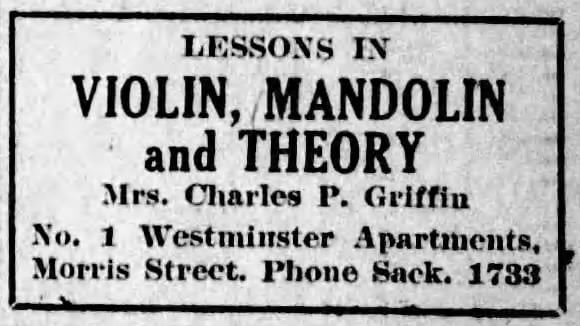 LESSONS IN
VIOLIN, MANDOLIN
and THEORY
Mrs. Charles P. Griffin
No. 1 Westminster Apartments,
Morris Street. Phone Sack. 1733